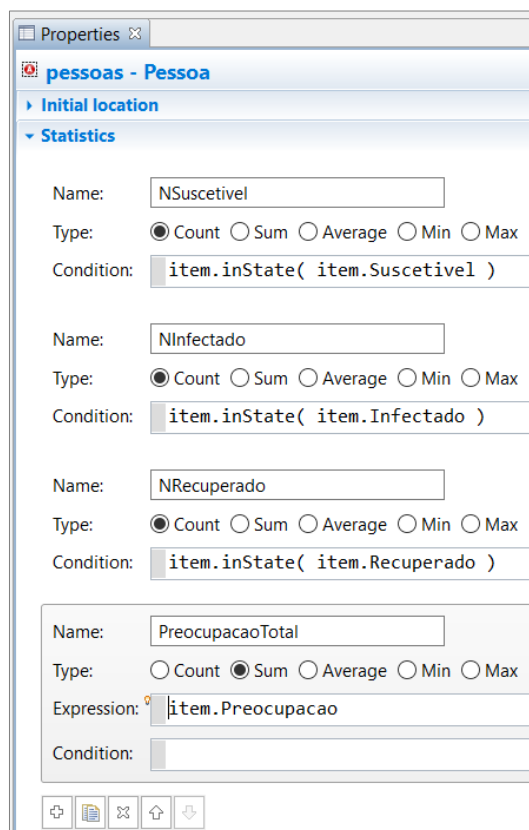 Properties
pessoas - Pessoa
Initial location
Statistics
Name: NSuscetivel
Type: Count Sum Average Min Max
Condition: item.inState( item.Suscetivel )
Name: NInfectado
Type: Count Sum Average Min Max
Condition: item.inState( item.Infectado )
Name: NRecuperado
Type: Count Sum Average Min Max
Condition: item.inState( item.Recuperado )
Name: PreocupacaoTotal
Type: Count Sum Average Min Max
Expression: item.Preocupacao
Condition: